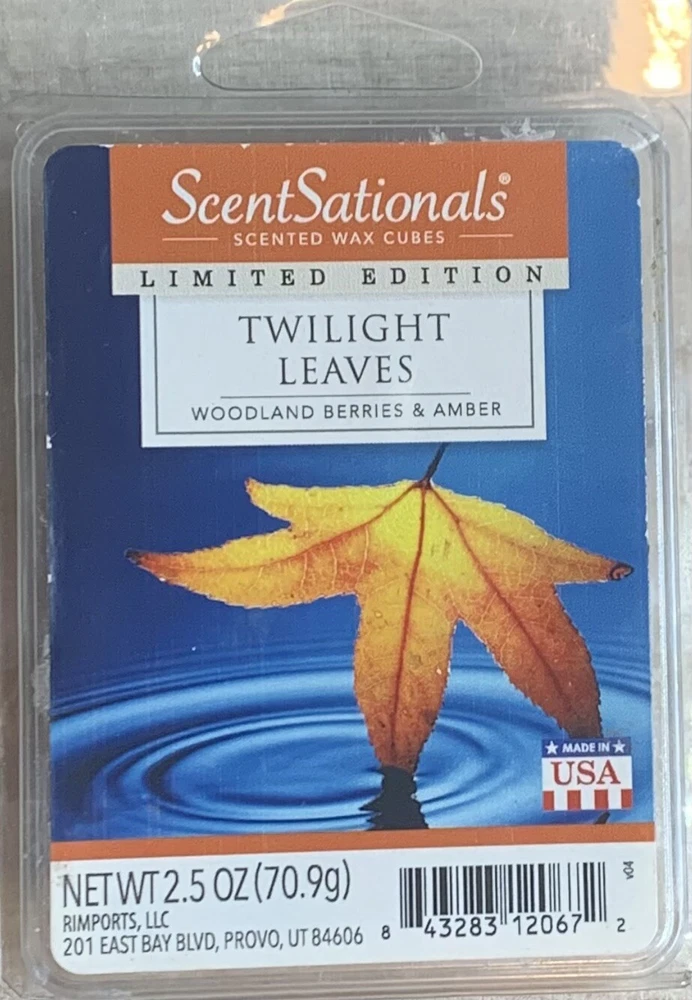 ScentSationals®
SCENTED WAX CUBES
LIMITED EDITION
TWILIGHT
LEAVES
WOODLAND BERRIES & AMBER
★ MADE IN ★
USA
NET WT 2.5 OZ (70.9g)
RIMPORTS, LLC
201 EAST BAY BLVD, PROVO, UT 84606
8 43283 12067 2
v04